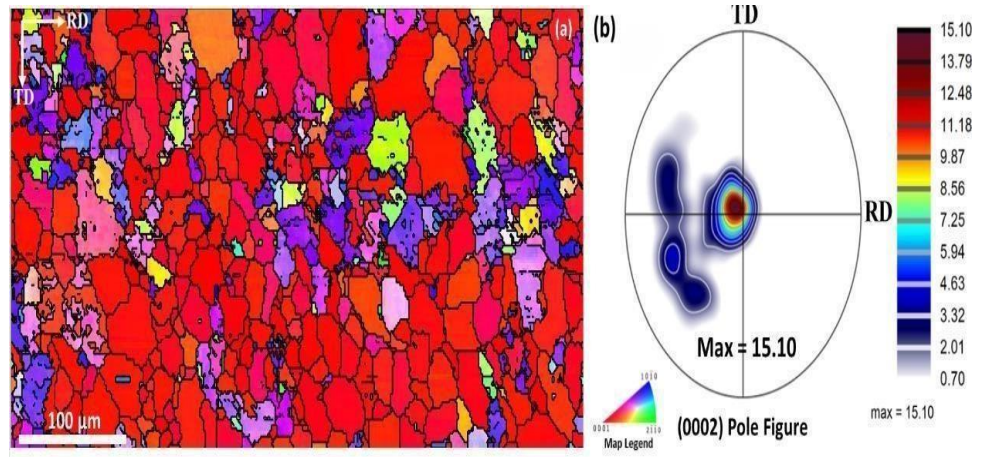 RD
TD
(a)
100 μm
(b)
TD
RD
Max = 15.10
(0002) Pole Figure
10ī0
0001
2īī0
Map Legend
15.10
13.79
12.48
11.18
9.87
8.56
7.25
5.94
4.63
3.32
2.01
0.70
max = 15.10